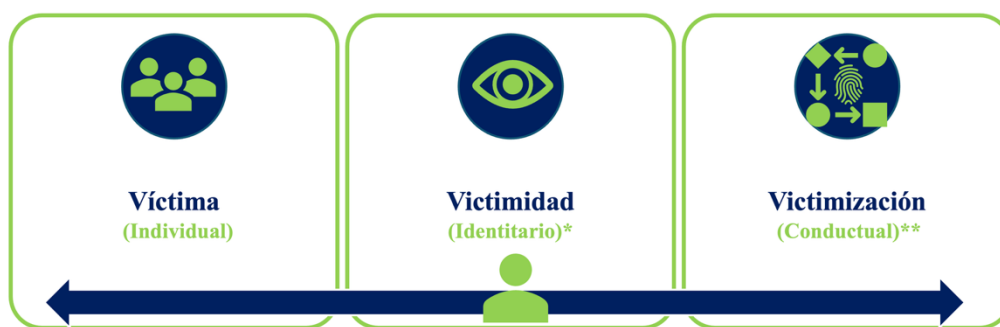 Víctima
(Individual)
Victimidad
(Identitario)*
Victimización
(Conductual)**